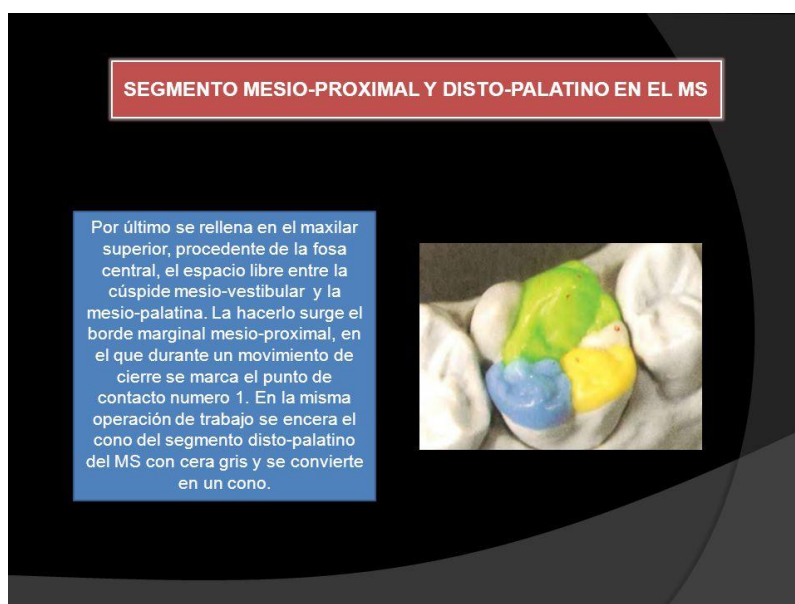 SEGMENTO MESIO-PROXIMAL Y DISTO-PALATINO EN EL MS
Por último se rellena en el maxilar
superior, procedente de la fosa
central, el espacio libre entre la
cúspide mesio-vestibular y la
mesio-palatina. La hacerlo surge el
borde marginal mesio-proximal, en
el que durante un movimiento de
cierre se marca el punto de
contacto numero 1. En la misma
operación de trabajo se encera el
cono del segmento disto-palatino
del MS con cera gris y se convierte
en un cono.